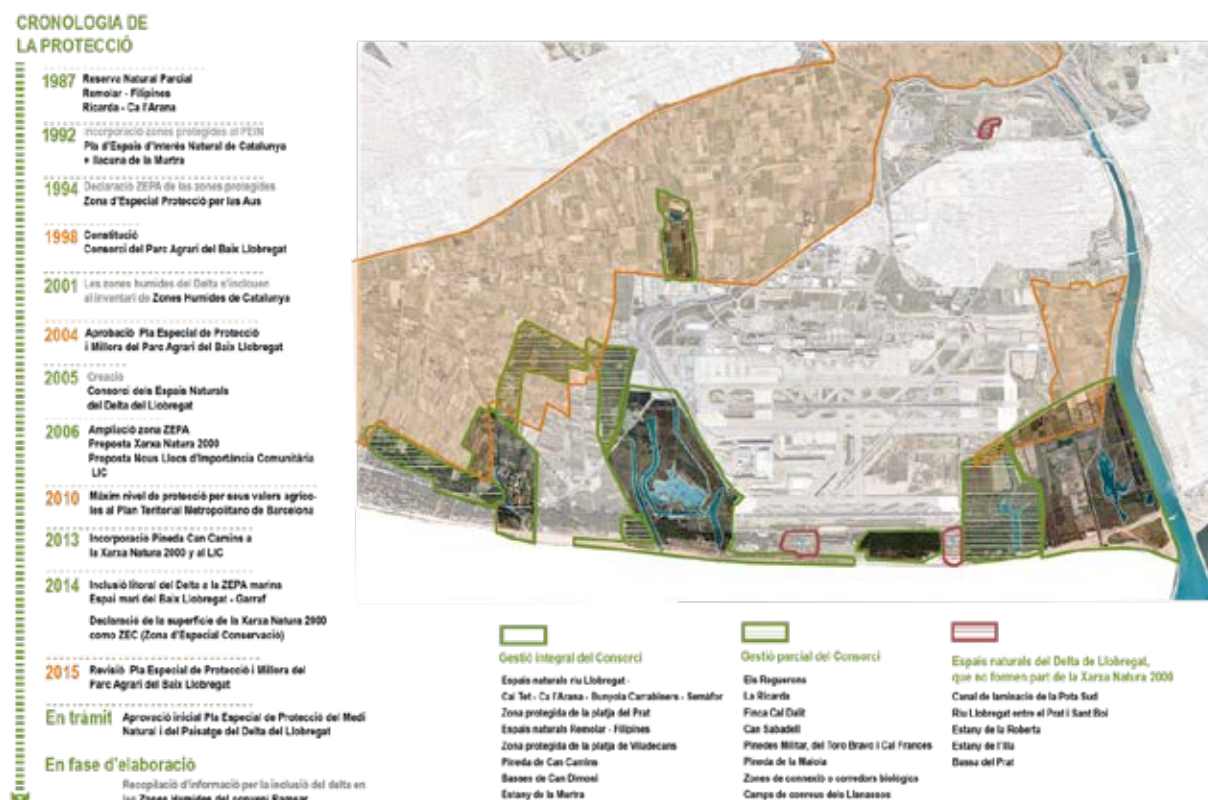 CRONOLOGIA DE
LA PROTECCIÓ
1987 Reserva Natural Parcial
Remolar - Filipines
Ricarda - Ca l'Arana
1992 Incorporació zones protegides al PEIN
Pla d'Espais d'Interès Natural de Catalunya
+ llacuna de la Murtra
1994 Declaració ZEPA de las zones protegides
Zona d'Especial Protecció per las Aus
1998 Constitució
Consorci del Parc Agrari del Baix Llobregat
2001 Les zones humides del Delta s'inclouen
al inventari de Zones Humides de Catalunya
2004 Aprobació Pla Especial de Protecció
i Millora del Parc Agrari del Baix Llobregat
2005 Creació
Consorci dels Espais Naturals
del Delta del Llobregat
2006 Ampliació zona ZEPA
Proposta Xarxa Natura 2000
Proposta Nous Llocs d'Importància Comunitària
LIC
2010 Màxim nivel de protecció per seus valors agríco-
les al Plan Territorial Metropolitano de Barcelona
2013 Incorporació Pineda Can Camins a
la Xarxa Natura 2000 y al LIC
2014 Inclusió litoral del Delta a la ZEPA marina
Espai marí del Baix Llobregat - Garraf
Declaració de la superfície de la Xarxa Natura 2000
como ZEC (Zona d'Especial Conservació)
2015 Revisió Pla Especial de Protecció i Millora del
Parc Agrari del Baix Llobregat
En tràmit Aprovació inicial Pla Especial de Protecció del Medi
Natural i del Paisatge del Delta del Llobregat
En fase d'elaboració
Recopilació d'informació per la inclusió del delta en
les Zones Humides del conveni Ramsar
Gestió integral del Consorci
Espais naturals riu Llobregat -
Cal Tet - Ca l'Arana - Bunyola Carrabiners - Semàfor
Zona protegida de la platja del Prat
Espais naturals Remolar - Filipines
Zona protegida de la platja de Viladecans
Pineda de Can Camins
Basses de Can Dimoni
Estany de la Murtra
Gestió parcial del Consorci
Els Reguerons
La Ricarda
Finca Cal Dalit
Can Sabadell
Pinedes Militar, del Toro Bravo i Cal Frances
Pineda de la Maiola
Zones de connexió o corredors biològics
Camps de conreus dels Llanassos
Espais naturals del Delta de Llobregat,
que no formen part de la Xarxa Natura 2000
Canal de laminació de la Pota Sud
Riu Llobregat entre el Prat i Sant Boi
Estany de la Roberta
Estany de l'Illa
Bassa del Prat